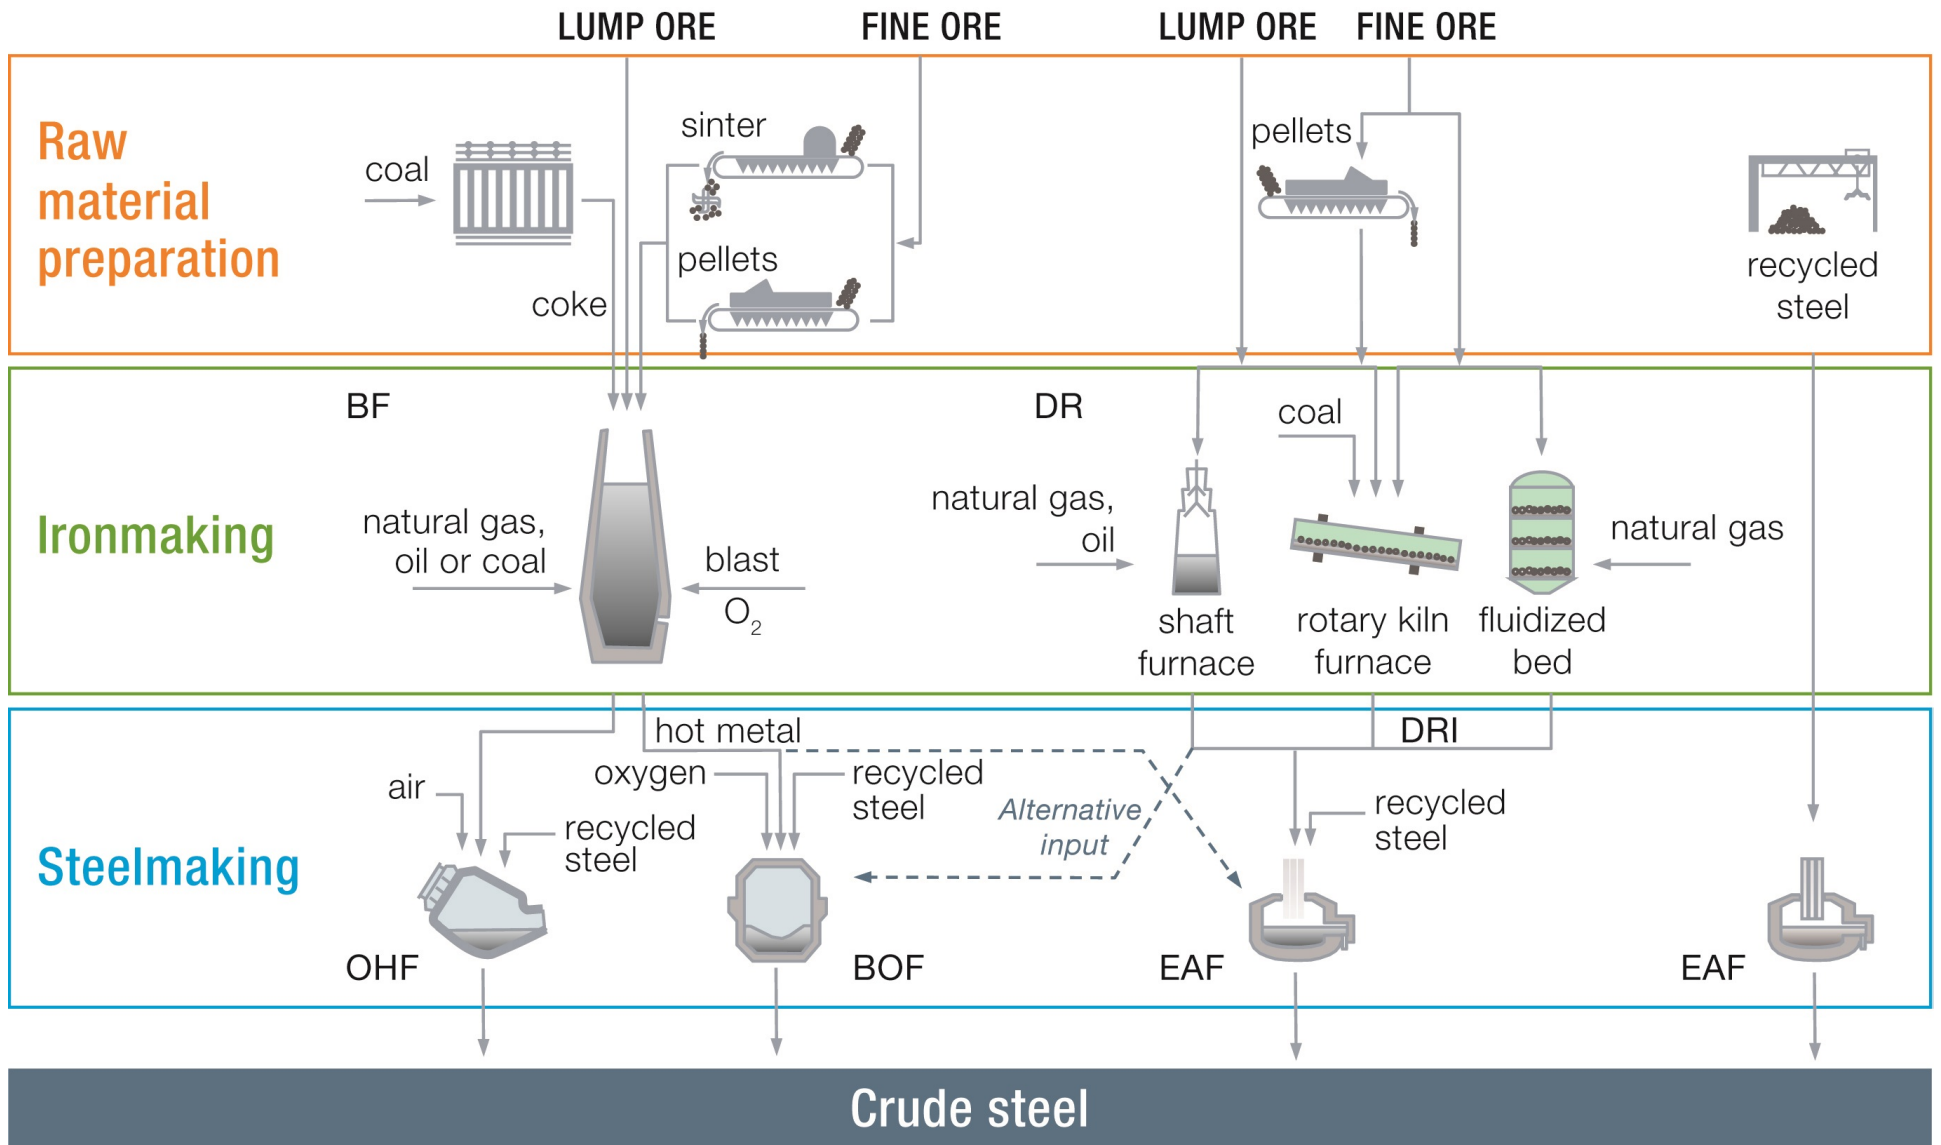 LUMP ORE
FINE ORE
LUMP ORE
FINE ORE
Raw
material
preparation
coal
coke
sinter
pellets
pellets
recycled
steel
Ironmaking
BF
natural gas,
oil or coal
blast
O₂
DR
natural gas,
oil
coal
natural gas
shaft
furnace
rotary kiln
furnace
fluidized
bed
Steelmaking
hot metal
DRI
air
recycled
steel
oxygen
recycled
steel
Alternative
input
recycled
steel
OHF
BOF
EAF
EAF
Crude steel